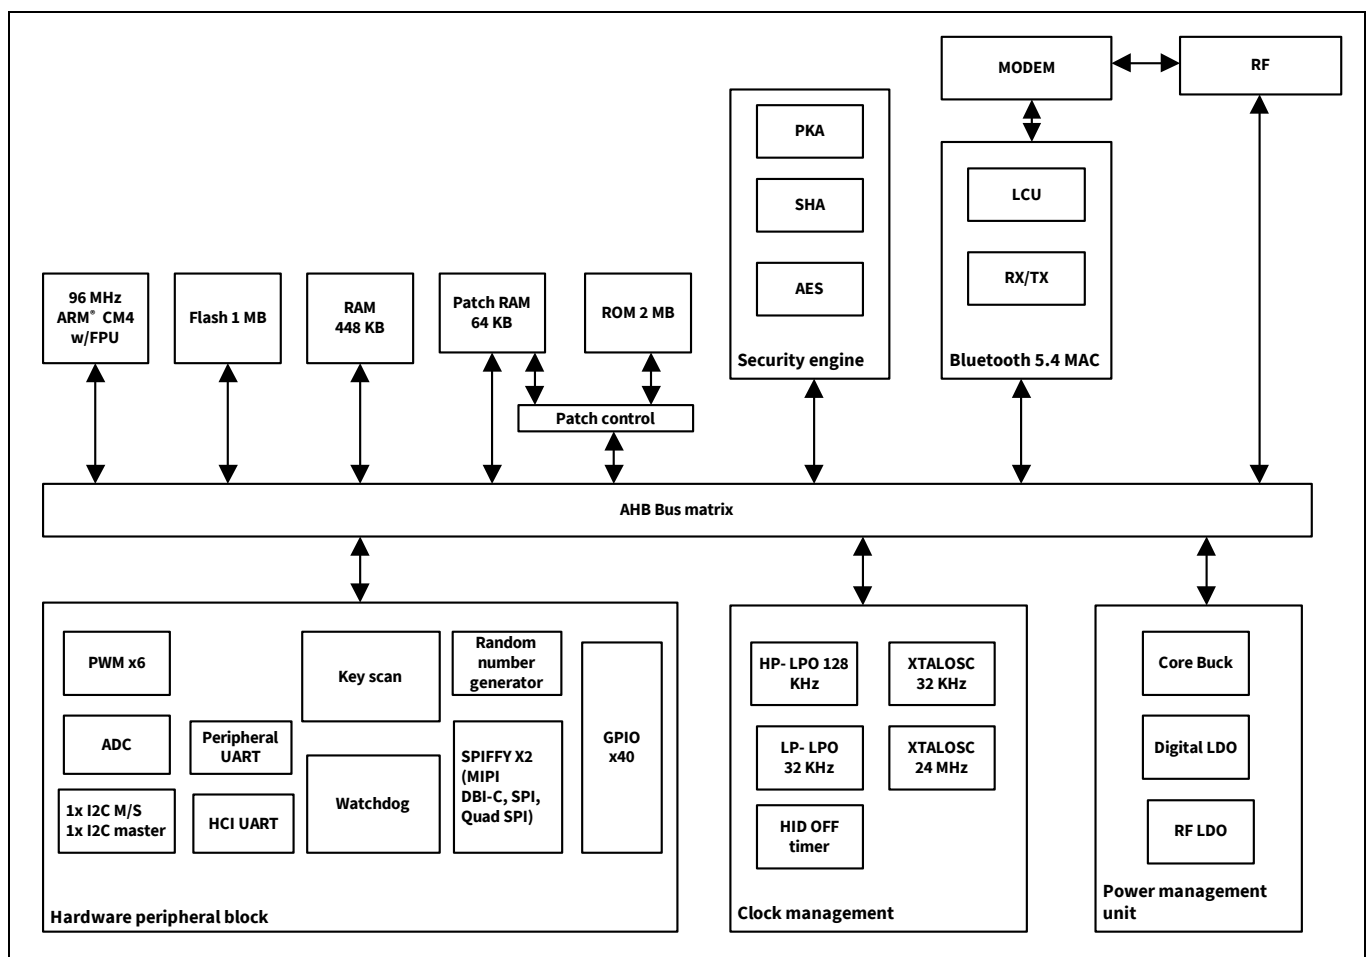 MODEM
RF
PKA
SHA
AES
Security engine
LCU
RX/TX
Bluetooth 5.4 MAC
96 MHz
ARM® CM4
w/FPU
Flash 1 MB
RAM
448 KB
Patch RAM
64 KB
ROM 2 MB
Patch control
AHB Bus matrix
PWM x6
ADC
1x I2C M/S
1x I2C master
Peripheral
UART
HCI UART
Key scan
Watchdog
Random
number
generator
SPIFFY X2
(MIPI
DBI-C, SPI,
Quad SPI)
GPIO
x40
Hardware peripheral block
HP- LPO 128
KHz
XTALOSC
32 KHz
LP- LPO
32 KHz
XTALOSC
24 MHz
HID OFF
timer
Clock management
Core Buck
Digital LDO
RF LDO
Power management
unit